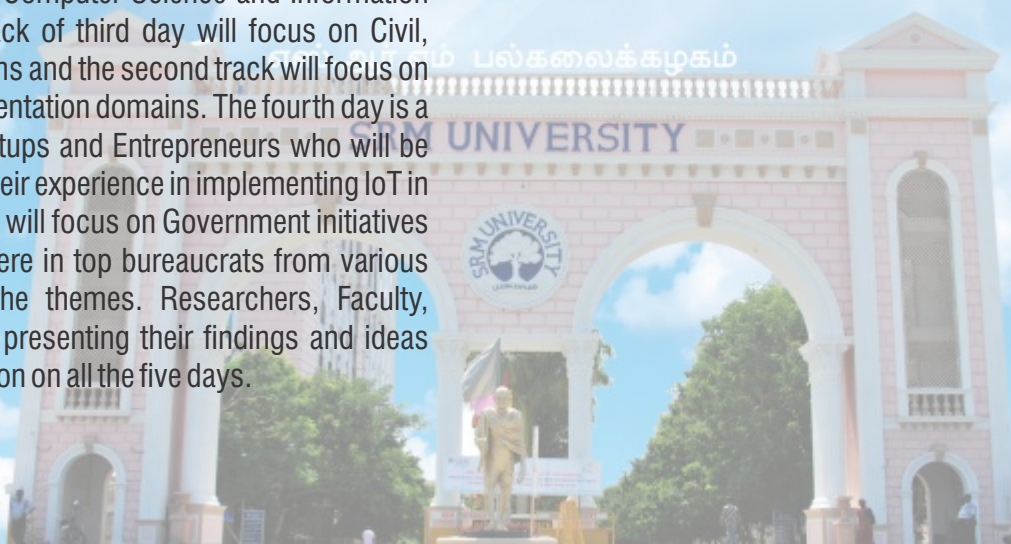 Computer Science and Information
ck of third day will focus on Civil,
ns and the second track will focus on
entation domains. The fourth day is a
tups and Entrepreneurs who will be
eir experience in implementing IoT in
will focus on Government initiatives
ere in top bureaucrats from various
he themes. Researchers, Faculty,
presenting their findings and ideas
on on all the five days.
எஸ் ஆர் எம் பல்கலைக்கழகம்
SRM UNIVERSITY
SRM UNIVERSITY